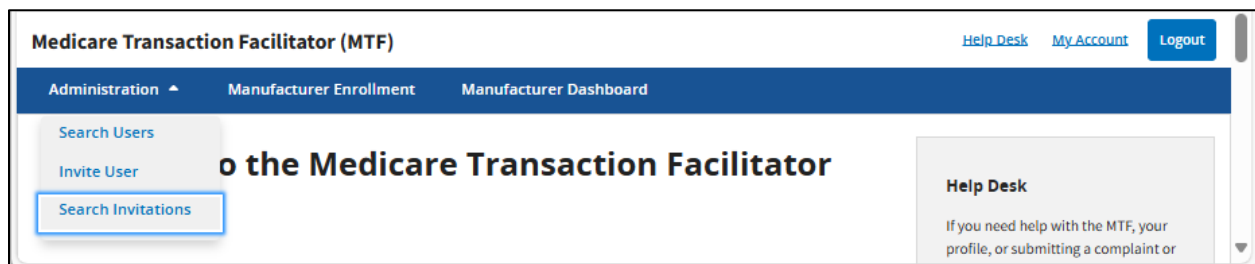 Medicare Transaction Facilitator (MTF)
Help Desk My Account Logout
Administration Manufacturer Enrollment Manufacturer Dashboard
Search Users
Invite User
Search Invitations
o the Medicare Transaction Facilitator
Help Desk
If you need help with the MTF, your
profile, or submitting a complaint or